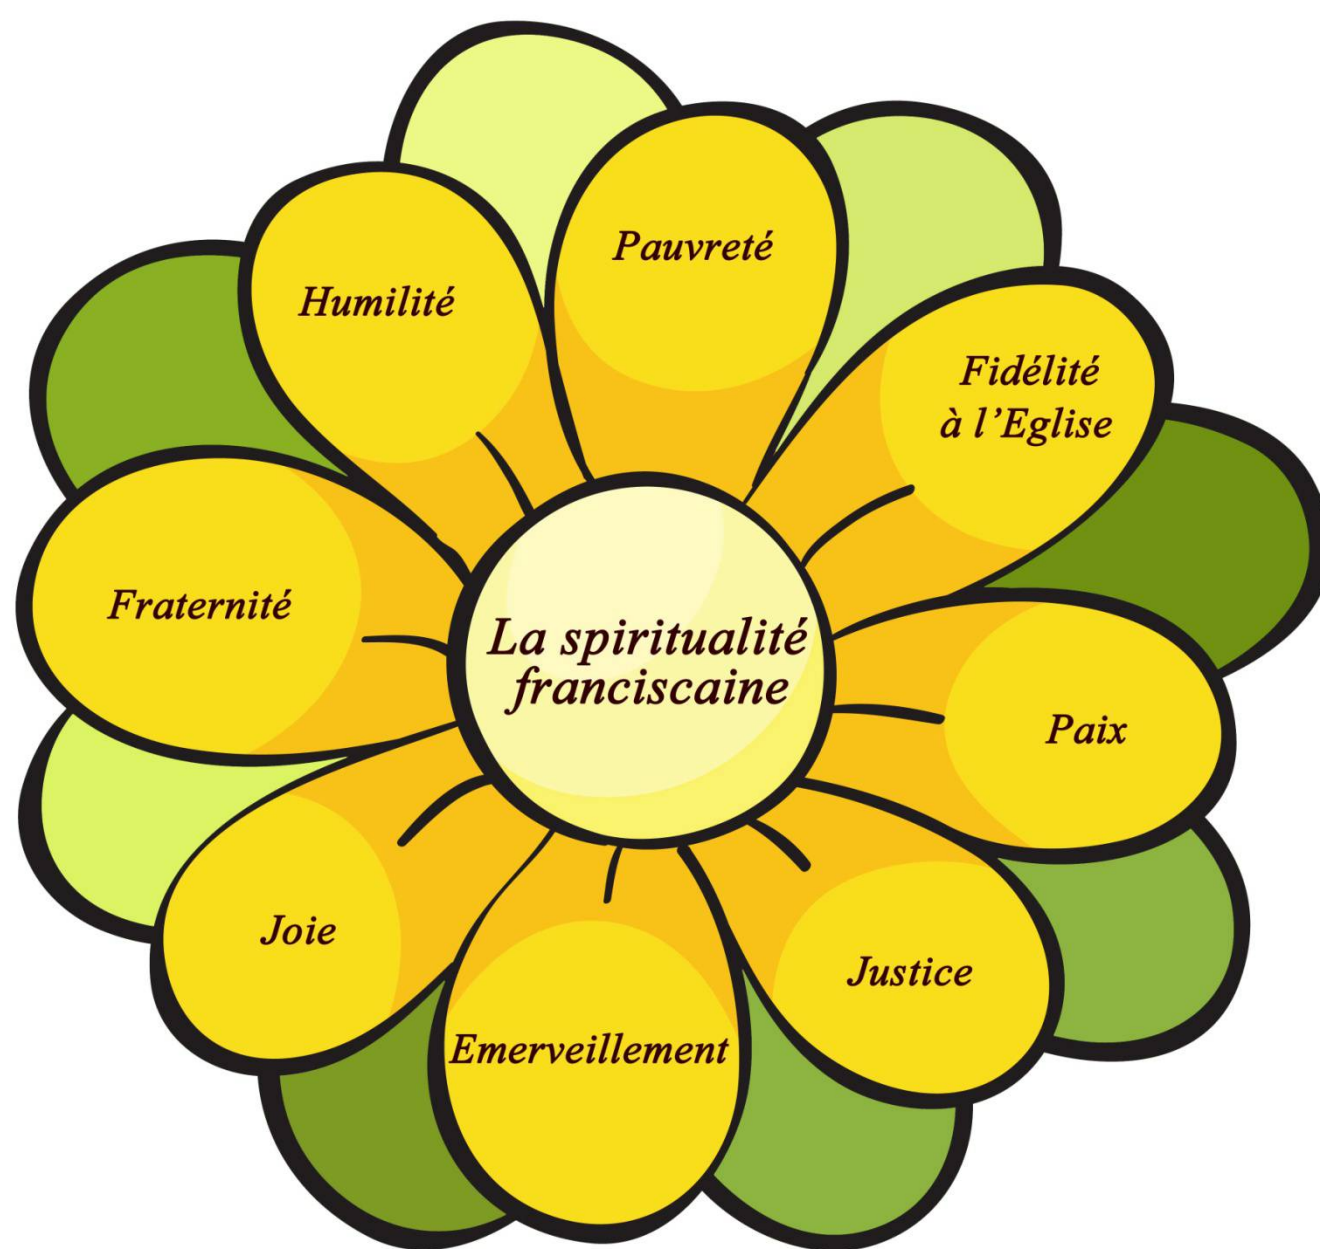 Pauvreté
Humilité
Fidélité
à l’Eglise
Fraternité
La spiritualité
franciscaine
Paix
Joie
Justice
Emerveillement